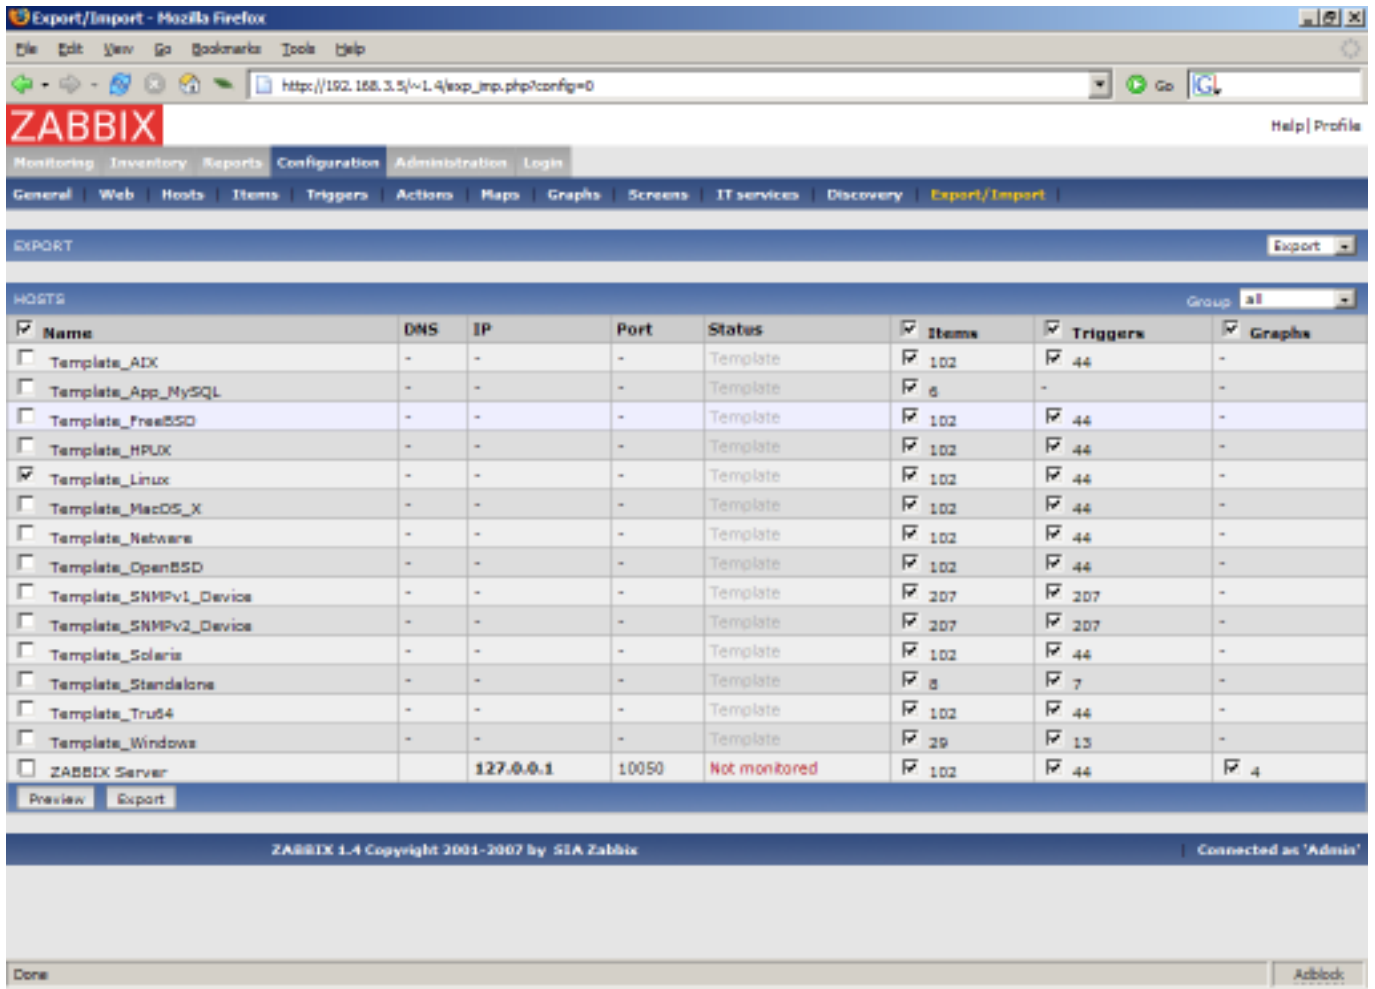 Export/Import - Mozilla Firefox
File Edit View Go Bookmarks Tools Help
http://192.168.3.5/~1.4/exp_imp.php?config=0 Go G
ZABBIX Help | Profile
Monitoring Inventory Reports Configuration Administration Login
General | Web | Hosts | Items | Triggers | Actions | Maps | Graphs | Screens | IT services | Discovery | Export/Import |
EXPORT Export
HOSTS Group all
Name DNS IP Port Status Items Triggers Graphs
Template_AIX - - - Template 102 44 -
Template_App_MySQL - - - Template 6 - -
Template_FreeBSD - - - Template 102 44 -
Template_HPUX - - - Template 102 44 -
Template_Linux - - - Template 102 44 -
Template_MacOS_X - - - Template 102 44 -
Template_Netware - - - Template 102 44 -
Template_OpenBSD - - - Template 102 44 -
Template_SNMPv1_Device - - - Template 207 207 -
Template_SNMPv2_Device - - - Template 207 207 -
Template_Solaris - - - Template 102 44 -
Template_Standalone - - - Template 8 7 -
Template_Tru64 - - - Template 102 44 -
Template_Windows - - - Template 29 13 -
ZABBIX Server 127.0.0.1 10050 Not monitored 102 44 4
Preview Export
ZABBIX 1.4 Copyright 2001-2007 by SIA Zabbix | Connected as 'Admin'
Done Adblock